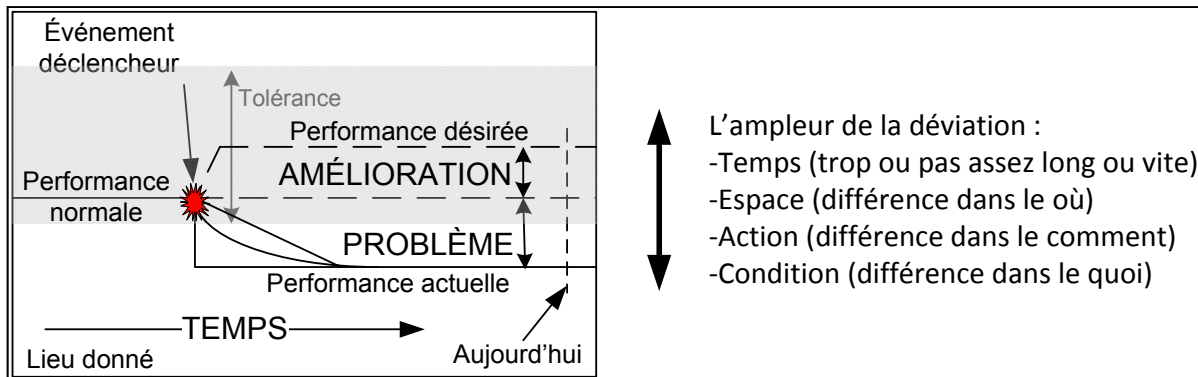 Événement
déclencheur
Tolérance
Performance désirée
AMÉLIORATION
Performance
normale
PROBLÈME
Performance actuelle
TEMPS
Aujourd’hui
Lieu donné
L’ampleur de la déviation :
-Temps (trop ou pas assez long ou vite)
-Espace (différence dans le où)
-Action (différence dans le comment)
-Condition (différence dans le quoi)